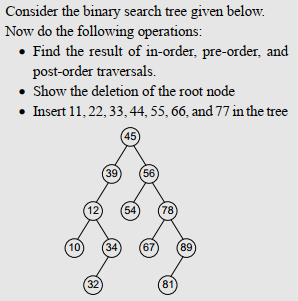 Consider the binary search tree given below.
Now do the following operations:
• Find the result of in-order, pre-order, and
post-order traversals.
• Show the deletion of the root node
• Insert 11, 22, 33, 44, 55, 66, and 77 in the tree
45
39 56
12 54 78
10 34 67 89
32 81